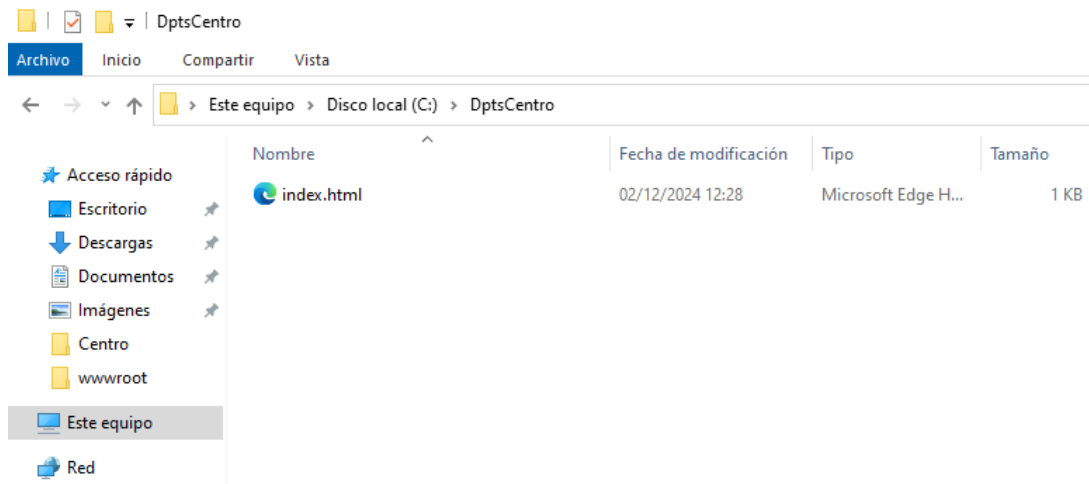 DptsCentro
Archivo Inicio Compartir Vista
Este equipo > Disco local (C:) > DptsCentro
Nombre Fecha de modificación Tipo Tamaño
Acceso rápido
index.html 02/12/2024 12:28 Microsoft Edge H... 1 KB
Escritorio
Descargas
Documentos
Imágenes
Centro
wwwroot
Este equipo
Red